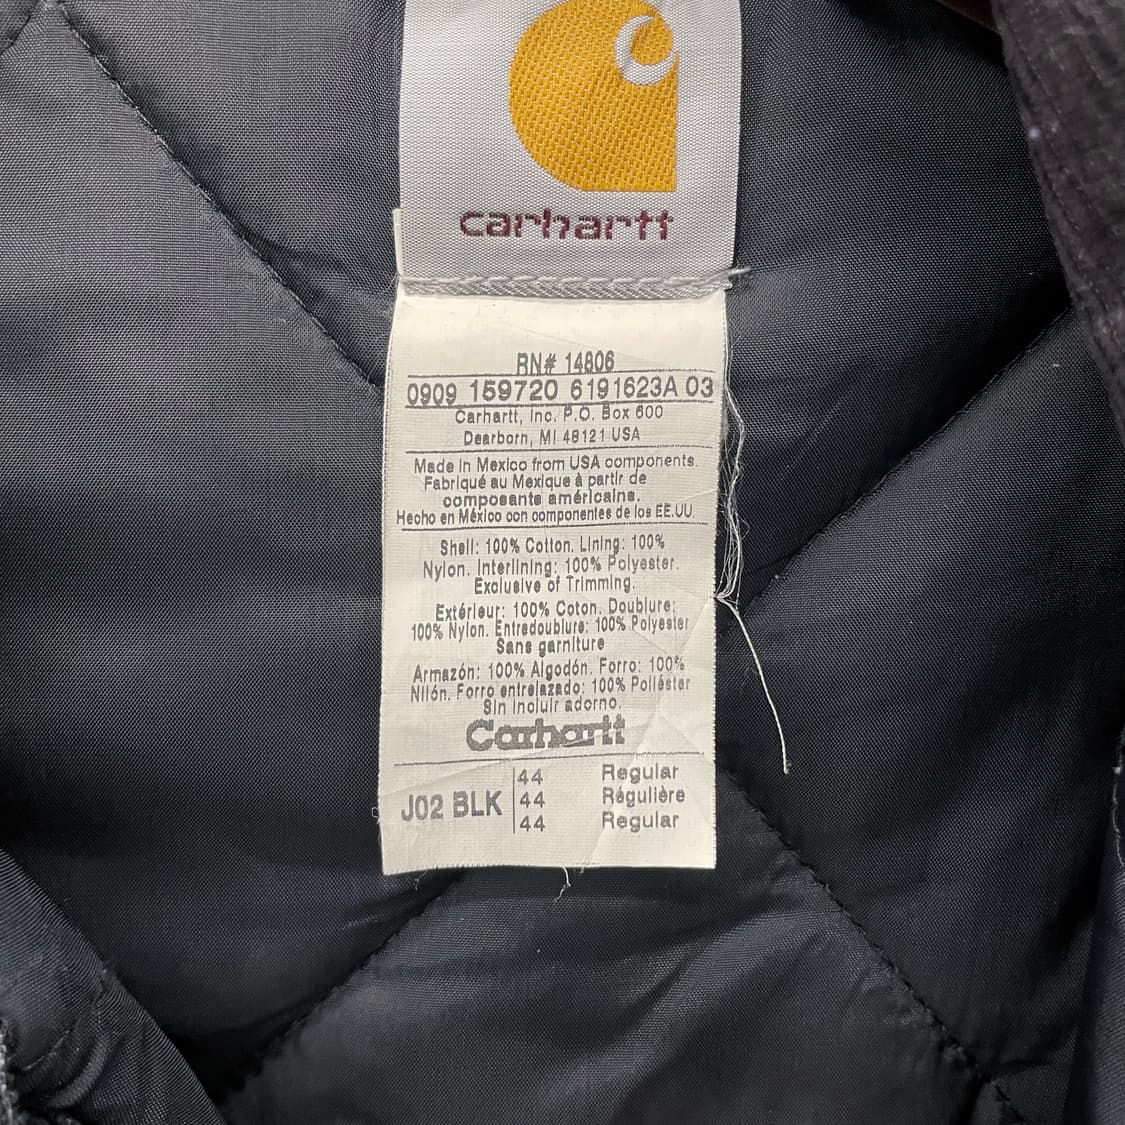 carhartt
RN# 14806
0909 159720 6191623A 03
Carhartt, Inc. P.O. Box 600
Dearborn, MI 48121 USA
Made in Mexico from USA components.
Fabriqué au Mexique à partir de
composants américains.
Hecho en México con componentes de los EE.UU.
Shell: 100% Cotton. Lining: 100%
Nylon. Interlining: 100% Polyester.
Exclusive of Trimming.
Extérieur: 100% Coton. Doublure:
100% Nylon. Entredoublure: 100% Polyester
Sans garniture
Armazón: 100% Algodón. Forro: 100%
Nilón. Forro entrelazado: 100% Poliéster
Sin incluir adorno.
Carhartt
J02 BLK
44 Regular
44 Régulière
44 Regular